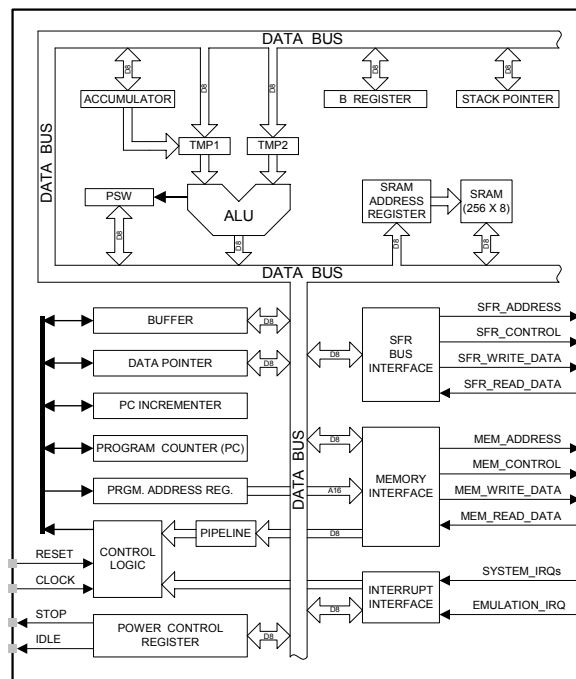 DATA BUS
D8
D8
D8
D8
D8
ACCUMULATOR
B REGISTER
STACK POINTER
DATA BUS
TMP1
TMP2
PSW
ALU
SRAM
ADDRESS
REGISTER
SRAM
(256 X 8)
D8
D8
D8
D8
DATA BUS
BUFFER
D8
DATA POINTER
D8
PC INCREMENTER
PROGRAM COUNTER (PC)
PRGM. ADDRESS REG.
A16
DATA BUS
D8
SFR
BUS
INTERFACE
SFR_ADDRESS
SFR_CONTROL
SFR_WRITE_DATA
SFR_READ_DATA
D8
MEMORY
INTERFACE
MEM_ADDRESS
MEM_CONTROL
MEM_WRITE_DATA
MEM_READ_DATA
RESET
CLOCK
CONTROL
LOGIC
PIPELINE
D8
INTERRUPT
INTERFACE
D8
SYSTEM_IRQs
EMULATION_IRQ
STOP
IDLE
POWER CONTROL
REGISTER
D8